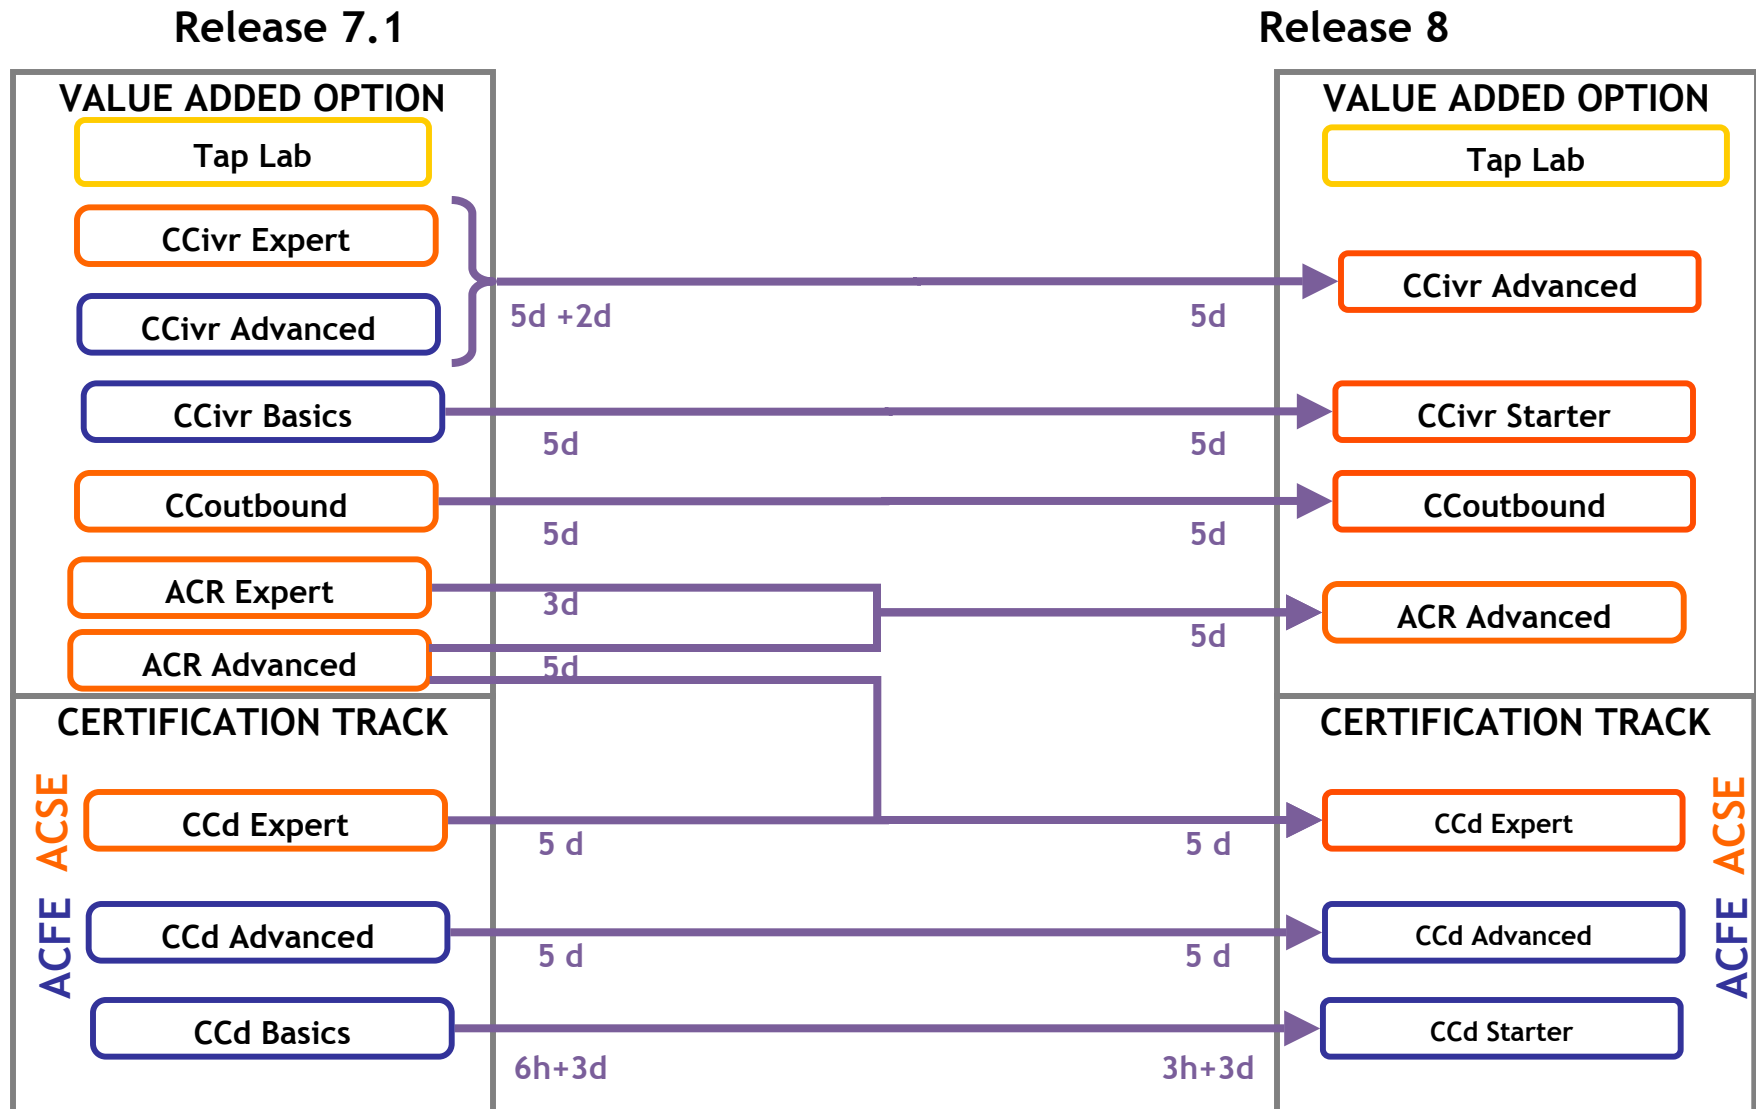 Release 7.1
Release 8
VALUE ADDED OPTION
Tap Lab
CCivr Expert
CCivr Advanced
CCivr Basics
CCoutbound
ACR Expert
ACR Advanced
CERTIFICATION TRACK
ACSE
CCd Expert
ACFE
CCd Advanced
CCd Basics
5d +2d
5d
5d
5d
5d
5d
3d
5d
5d
5 d
5 d
5 d
5 d
6h+3d
3h+3d
VALUE ADDED OPTION
Tap Lab
CCivr Advanced
CCivr Starter
CCoutbound
ACR Advanced
CERTIFICATION TRACK
CCd Expert
ACSE
CCd Advanced
ACFE
CCd Starter